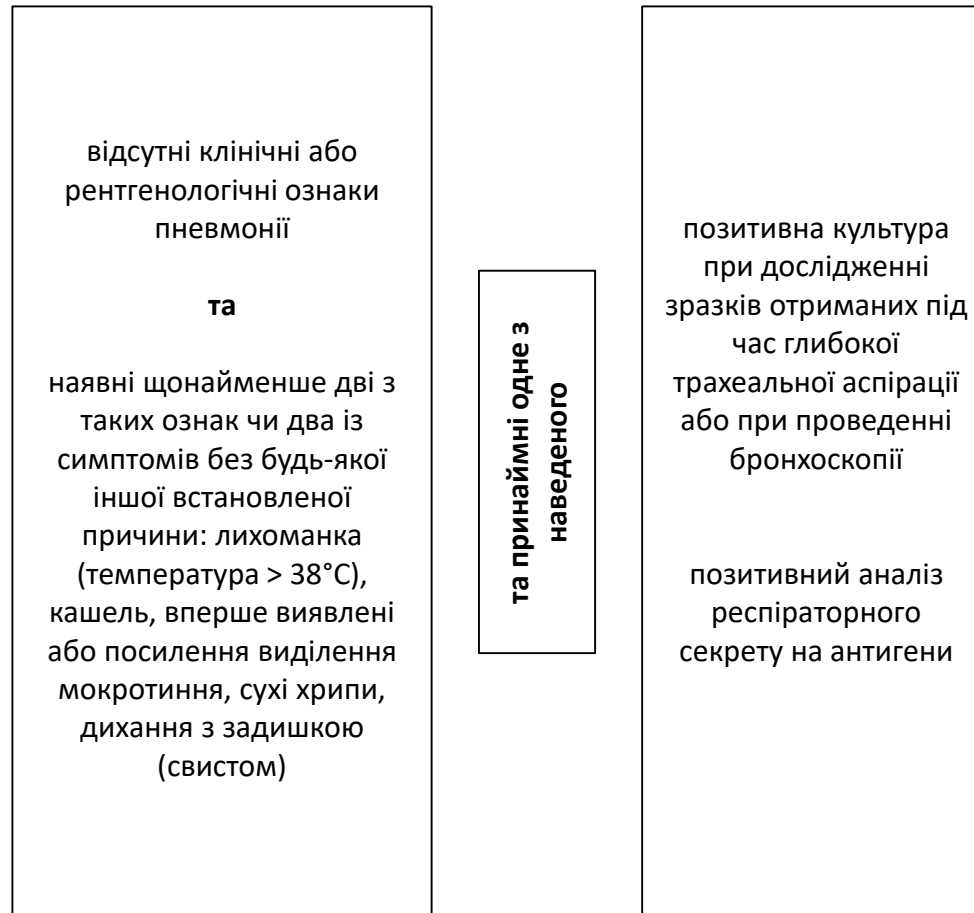 відсутні клінічні або
рентгенологічні ознаки
пневмонії
та
наявні щонайменше дві з
таких ознак чи два із
симптомів без будь-якої
іншої встановленої
причини: лихоманка
(температура > 38°C),
кашель, вперше виявлені
або посилення виділення
мокротиння, сухі хрипи,
дихання з задишкою
(свистом)
та принаймні одне з
наведеного
позитивна культура
при дослідженні
зразків отриманих під
час глибокої
трахеальної аспірації
або при проведенні
бронхоскопії
позитивний аналіз
респіраторного
секрету на антигени